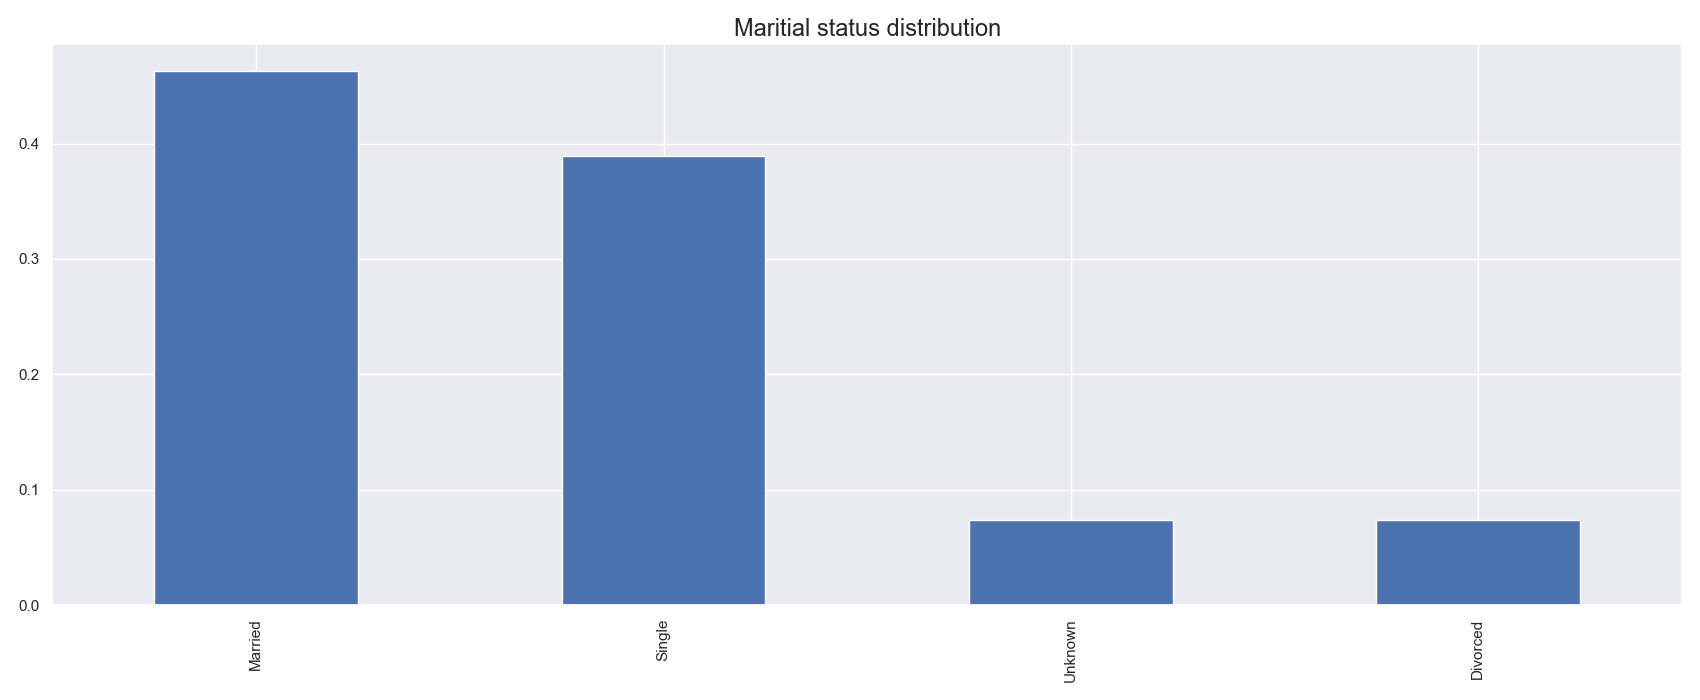 Maritial status distribution
0.4
0.3
0.2
0.1
0.0
Married
Single
Unknown
Divorced